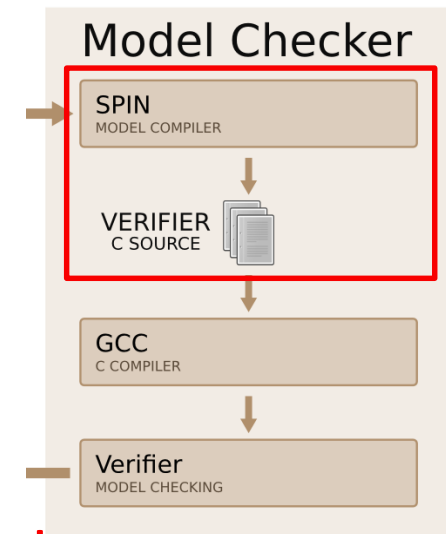 Model Checker
SPIN
MODEL COMPILER
VERIFIER
C SOURCE
GCC
C COMPILER
Verifier
MODEL CHECKING